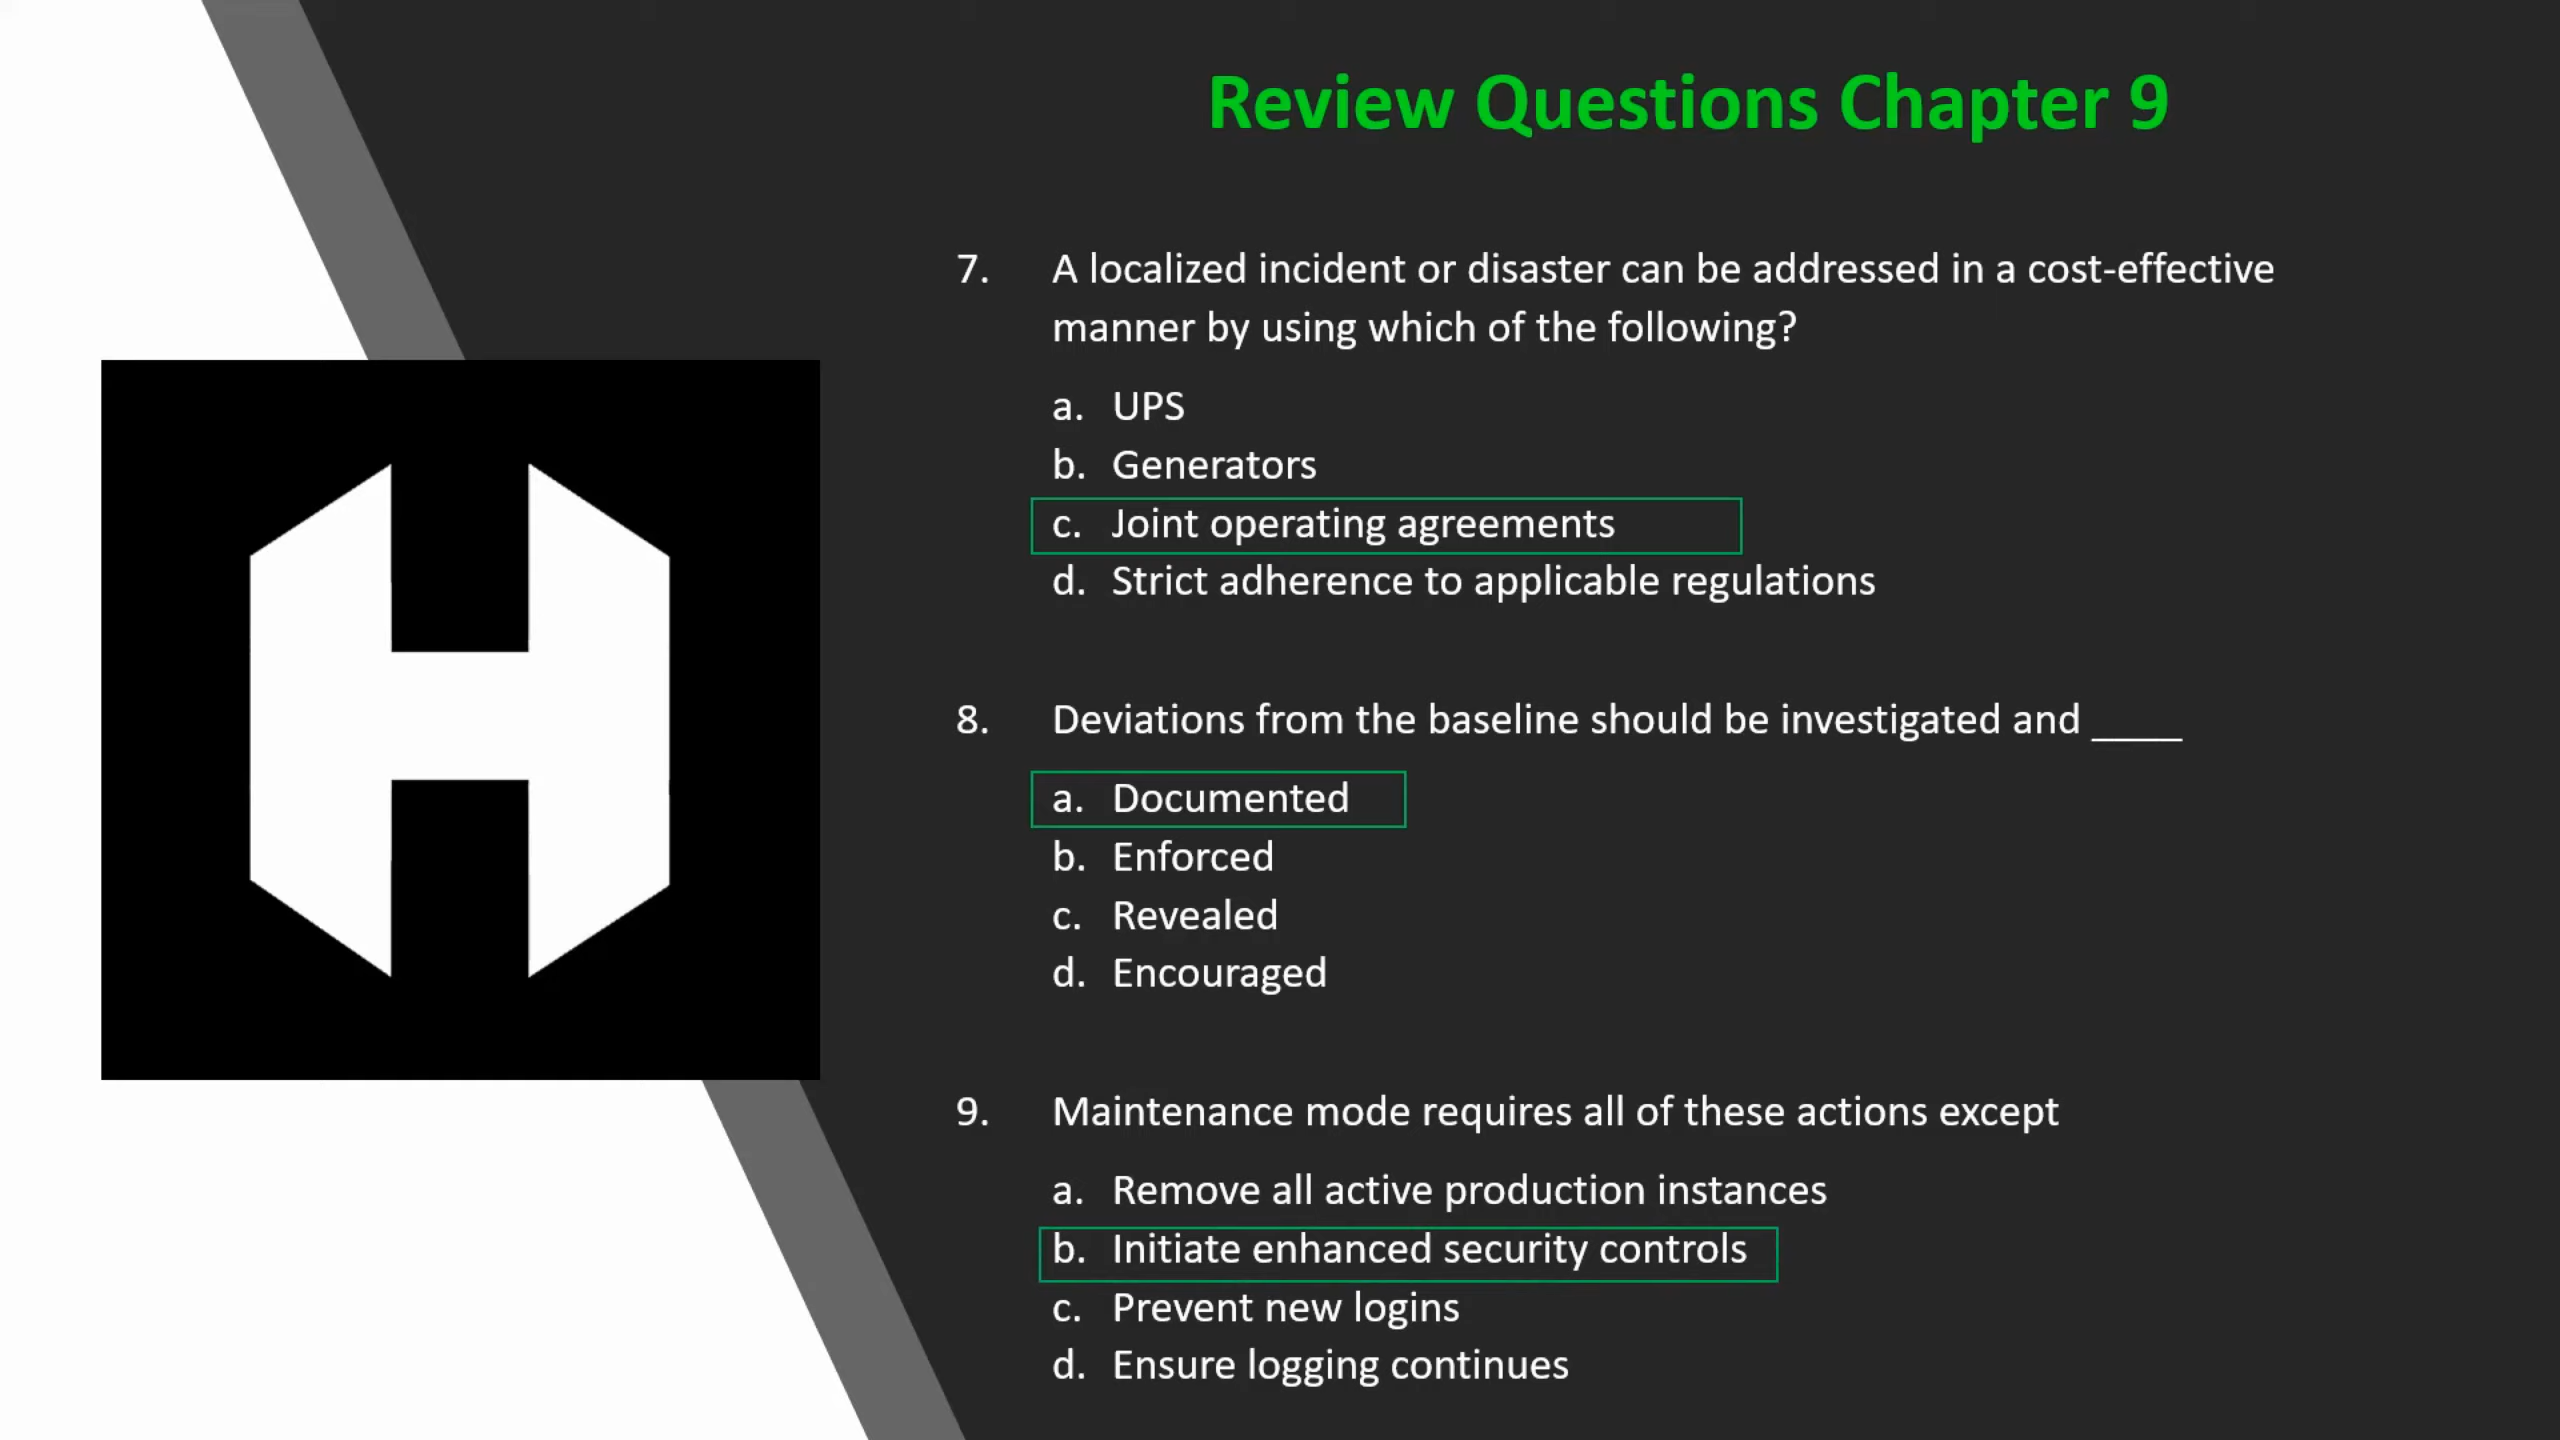 Review Questions Chapter 9
7. A localized incident or disaster can be addressed in a cost-effective
manner by using which of the following?
a. UPS
b. Generators
c. Joint operating agreements
d. Strict adherence to applicable regulations
8. Deviations from the baseline should be investigated and ____
a. Documented
b. Enforced
c. Revealed
d. Encouraged
9. Maintenance mode requires all of these actions except
a. Remove all active production instances
b. Initiate enhanced security controls
c. Prevent new logins
d. Ensure logging continues